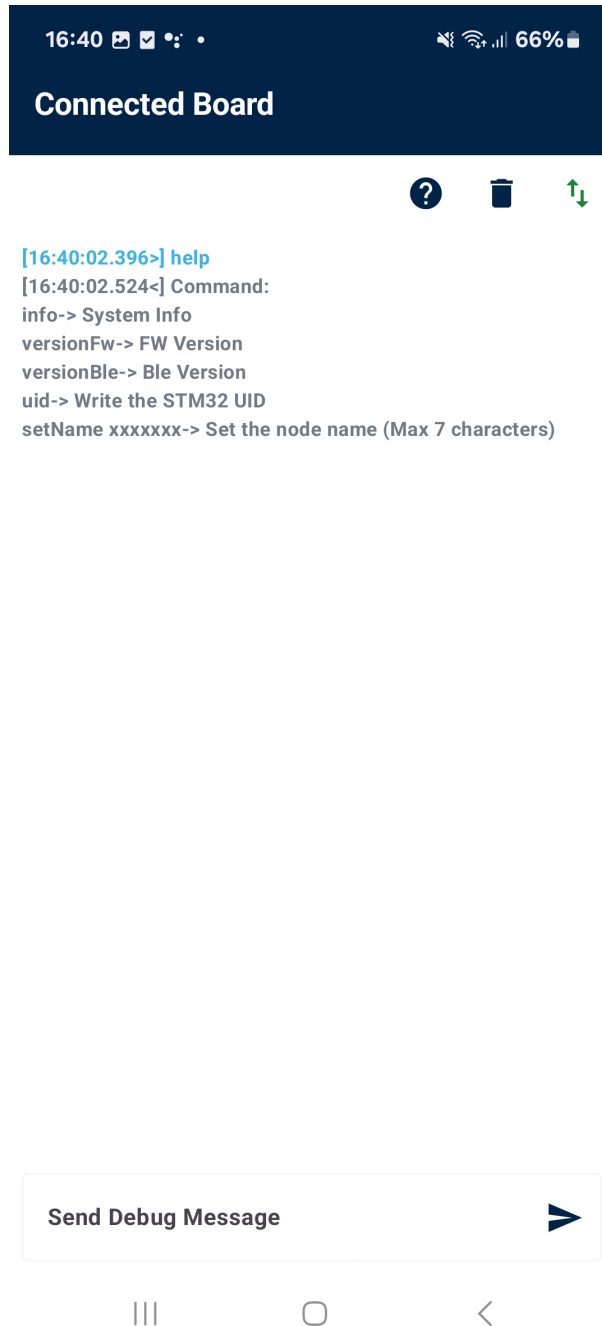 16:40 66%
Connected Board
[16:40:02.396>] help
[16:40:02.524<] Command:
info-> System Info
versionFw-> FW Version
versionBle-> Ble Version
uid-> Write the STM32 UID
setName xxxxxxx-> Set the node name (Max 7 characters)
Send Debug Message